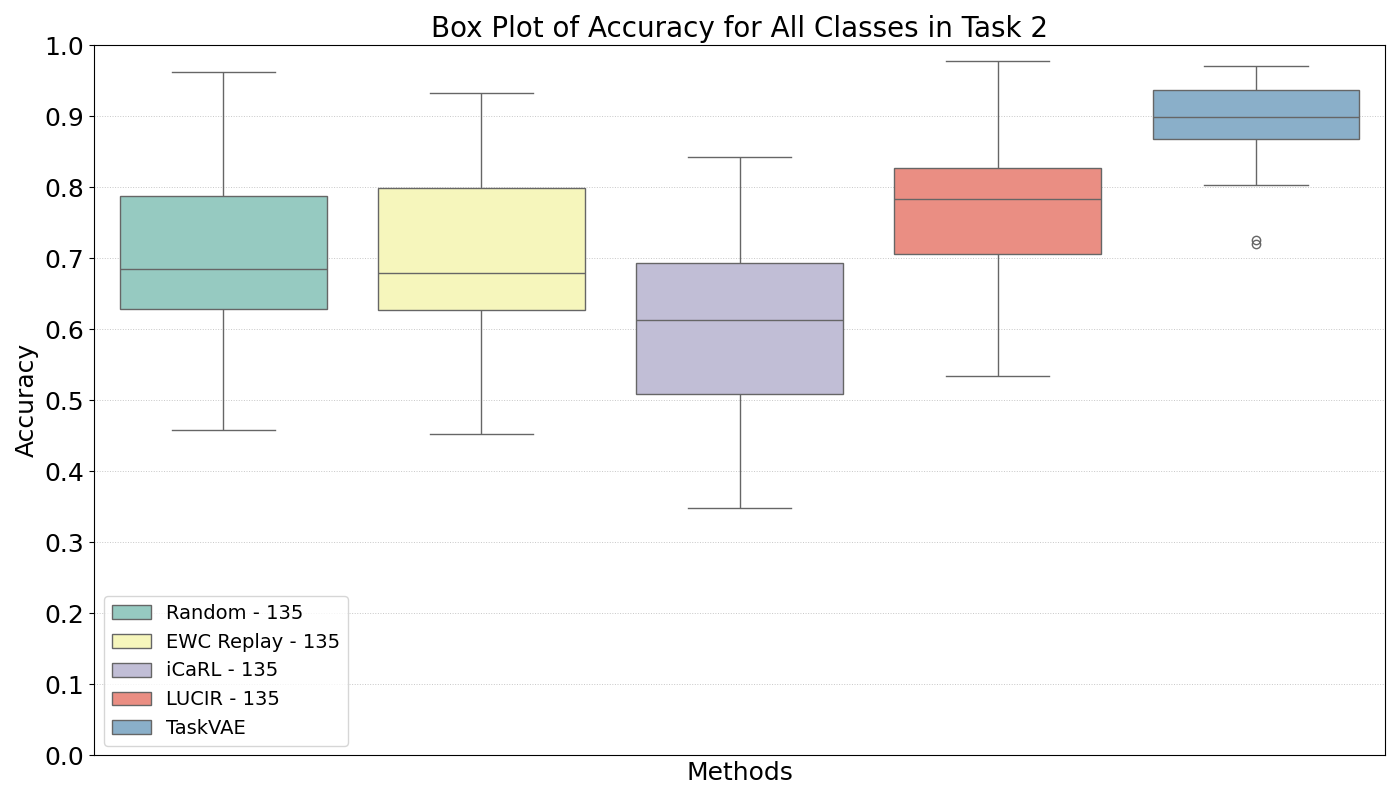 Box Plot of Accuracy for All Classes in Task 2
1.0
0.9
0.8
0.7
0.6
0.5
0.4
0.3
0.2
0.1
0.0
Accuracy
Random - 135
EWC Replay - 135
iCaRL - 135
LUCIR - 135
TaskVAE
Methods